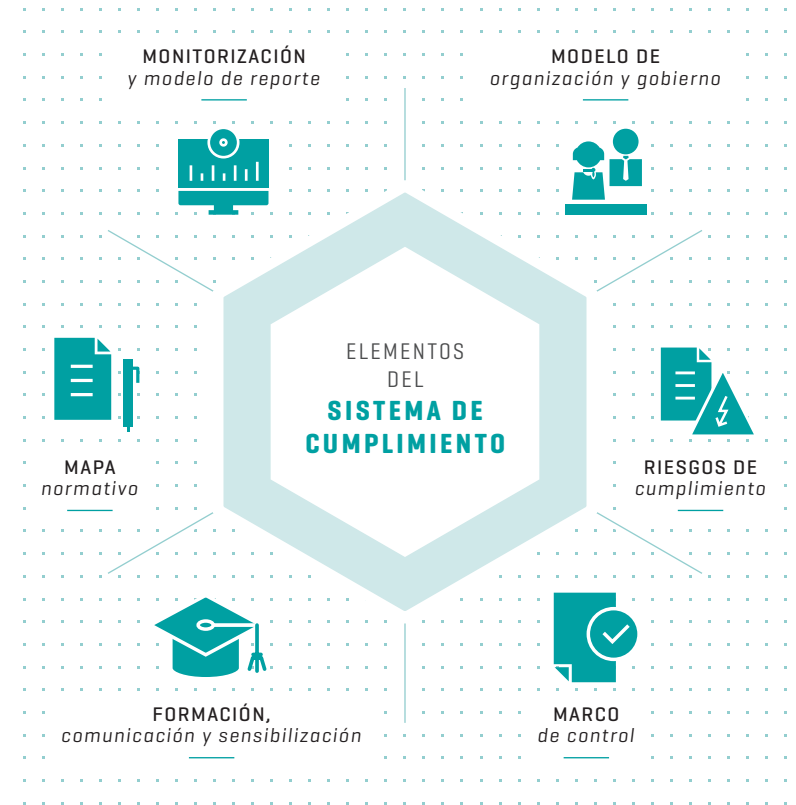 MONITORIZACIÓN
y modelo de reporte
MODELO DE
organización y gobierno
ELEMENTOS
DEL
SISTEMA DE
CUMPLIMIENTO
MAPA
normativo
RIESGOS DE
cumplimiento
FORMACIÓN,
comunicación y sensibilización
MARCO
de control